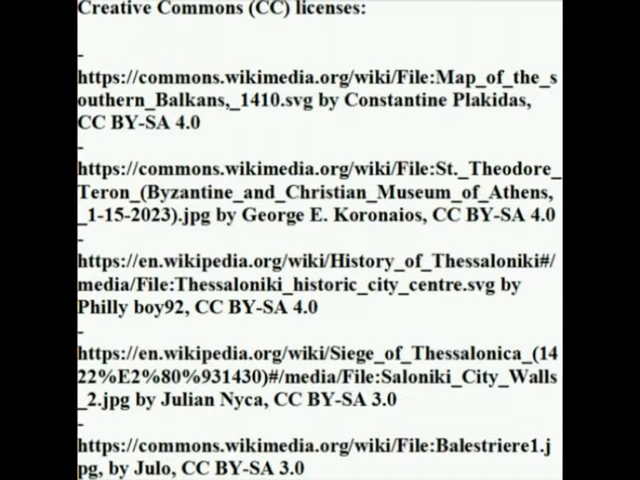 Creative Commons (CC) licenses:
-
https://commons.wikimedia.org/wiki/File:Map_of_the_s
outhern_Balkans,_1410.svg by Constantine Plakidas,
CC BY-SA 4.0
-
https://commons.wikimedia.org/wiki/File:St._Theodore_
Teron_(Byzantine_and_Christian_Museum_of_Athens,
_1-15-2023).jpg by George E. Koronaios, CC BY-SA 4.0
-
https://en.wikipedia.org/wiki/History_of_Thessaloniki#/
media/File:Thessaloniki_historic_city_centre.svg by
Philly boy92, CC BY-SA 4.0
-
https://en.wikipedia.org/wiki/Siege_of_Thessalonica_(14
22%E2%80%931430)#/media/File:Saloniki_City_Walls
_2.jpg by Julian Nyca, CC BY-SA 3.0
-
https://commons.wikimedia.org/wiki/File:Balestriere1.j
pg, by Julo, CC BY-SA 3.0